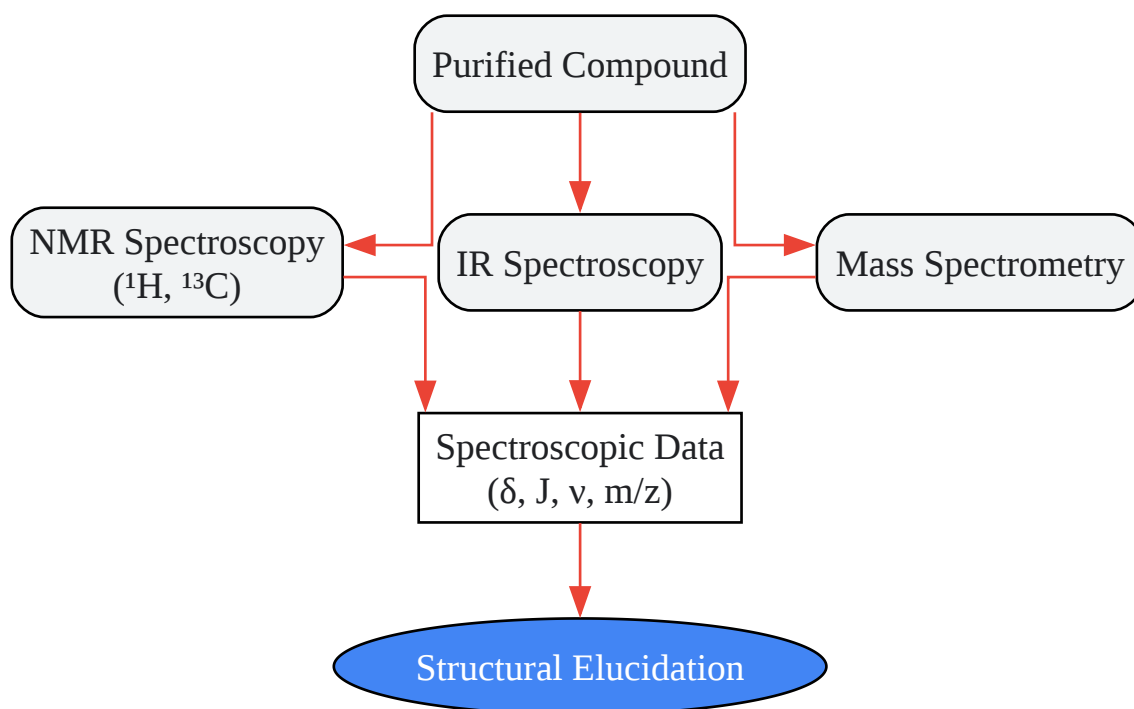 Purified Compound
NMR Spectroscopy
(¹H, ¹³C)
IR Spectroscopy
Mass Spectrometry
Spectroscopic Data
(δ, J, ν, m/z)
Structural Elucidation